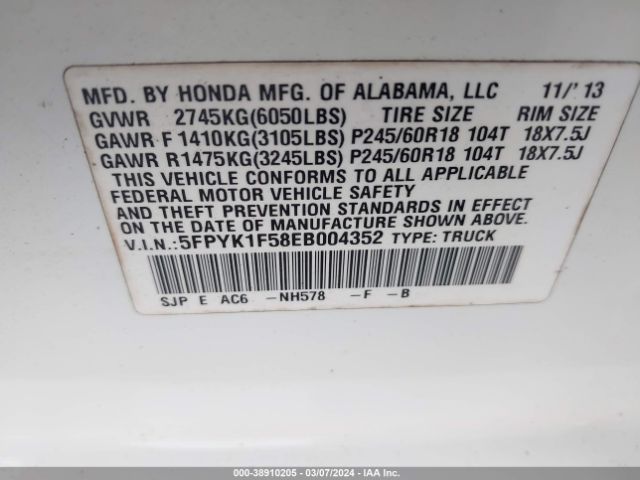 MFD. BY HONDA MFG. OF ALABAMA, LLC 11/'13
GVWR 2745KG(6050LBS) TIRE SIZE RIM SIZE
GAWR F 1410KG(3105LBS) P245/60R18 104T 18X7.5J
GAWR R1475KG(3245LBS) P245/60R18 104T 18X7.5J
THIS VEHICLE CONFORMS TO ALL APPLICABLE
FEDERAL MOTOR VEHICLE SAFETY
AND THEFT PREVENTION STANDARDS IN EFFECT
ON THE DATE OF MANUFACTURE SHOWN ABOVE.
V.I.N.:5FPYK1F58EB004352 TYPE: TRUCK
SJP E AC6 -NH578 -F -B
000-38910205 - 03/07/2024 - IAA Inc.